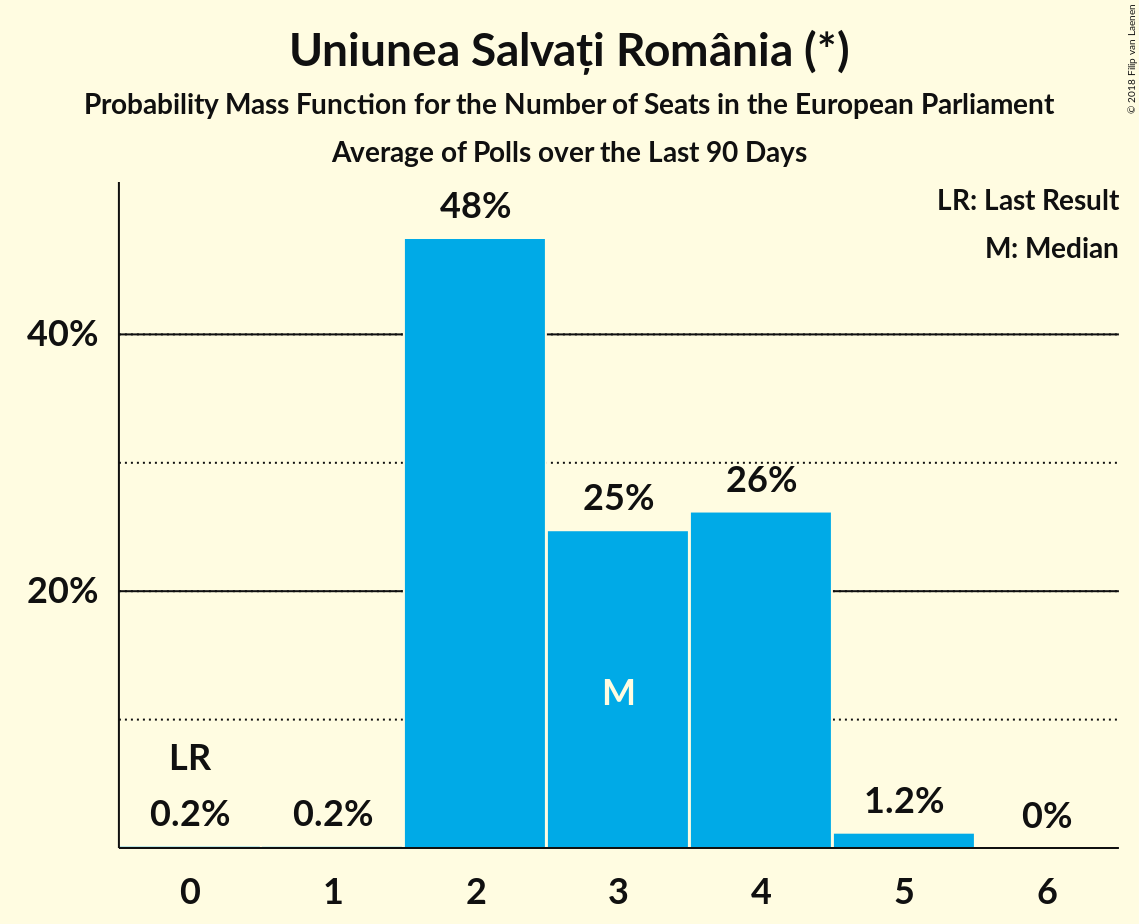 Uniunea Salvați România (*)
Probability Mass Function for the Number of Seats in the European Parliament
Average of Polls over the Last 90 Days
© 2018 Filip van Laenen
LR: Last Result
M: Median
48%
40%
26%
25%
20%
M
LR
0.2%
0.2%
1.2%
0%
0 1 2 3 4 5 6